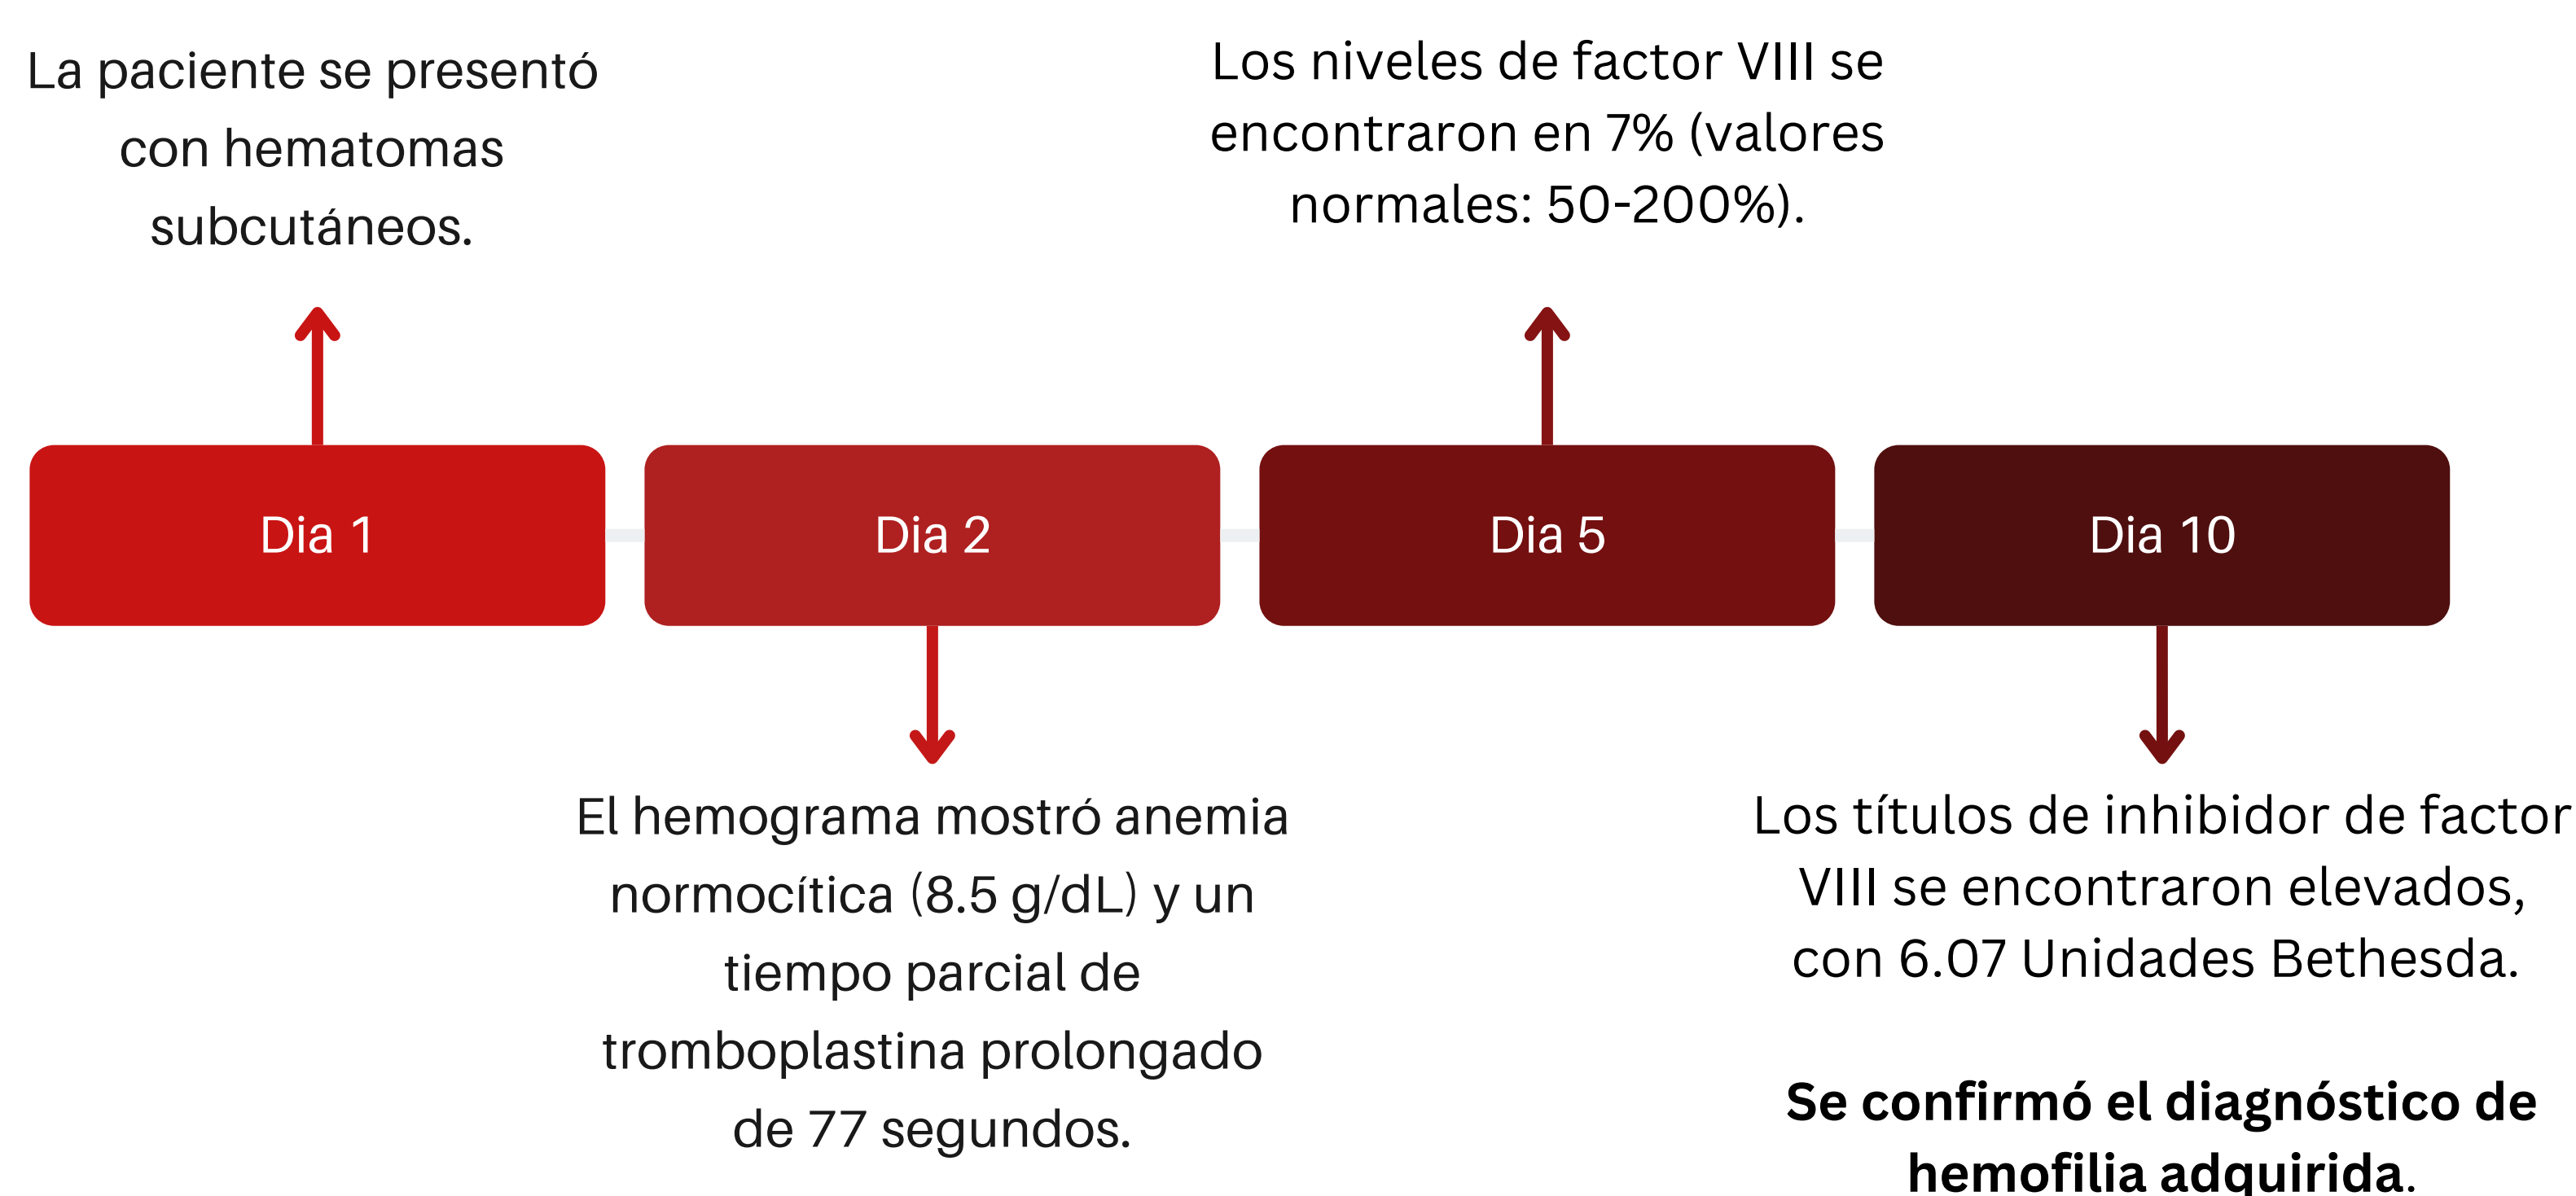 La paciente se presentó
con hematomas
subcutáneos.
Los niveles de factor VIII se
encontraron en 7% (valores
normales: 50-200%).
Dia 1
Dia 2
Dia 5
Dia 10
El hemograma mostró anemia
normocítica (8.5 g/dL) y un
tiempo parcial de
tromboplastina prolongado
de 77 segundos.
Los títulos de inhibidor de factor
VIII se encontraron elevados,
con 6.07 Unidades Bethesda.
Se confirmó el diagnóstico de
hemofilia adquirida.